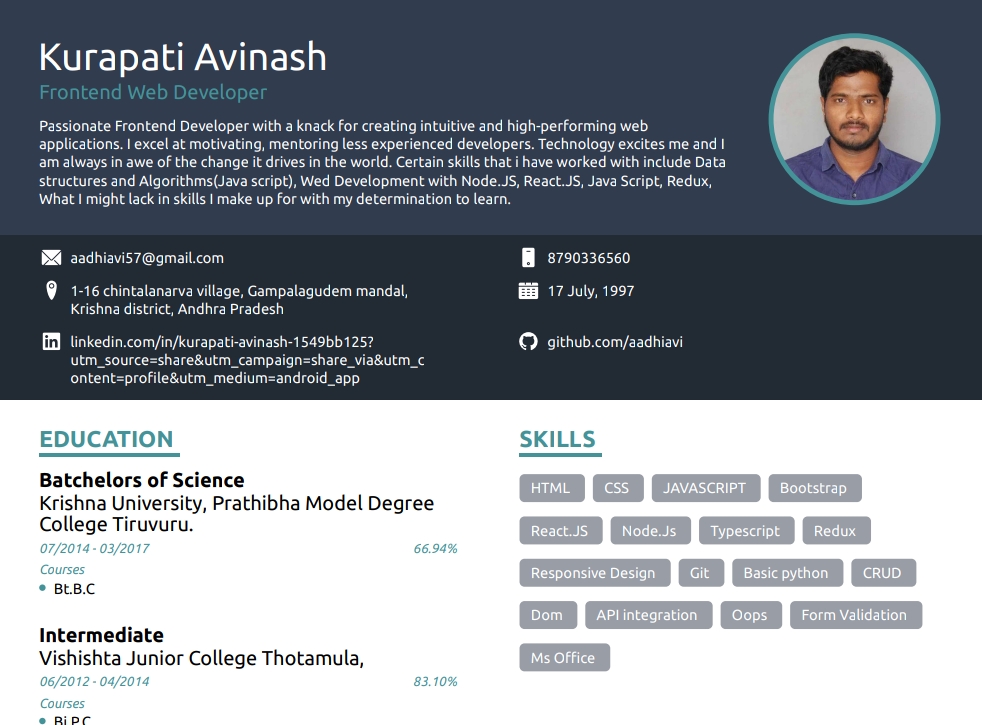 Kurapati Avinash
Frontend Web Developer
Passionate Frontend Developer with a knack for creating intuitive and high-performing web
applications. I excel at motivating, mentoring less experienced developers. Technology excites me and I
am always in awe of the change it drives in the world. Certain skills that i have worked with include Data
structures and Algorithms(Java script), Wed Development with Node.JS, React.JS, Java Script, Redux,
What I might lack in skills I make up for with my determination to learn.
aadhiavi57@gmail.com
8790336560
1-16 chintalanarva village, Gampalagudem mandal,
Krishna district, Andhra Pradesh
17 July, 1997
linkedin.com/in/kurapati-avinash-1549bb125?
utm_source=share&utm_campaign=share_via&utm_c
ontent=profile&utm_medium=android_app
github.com/aadhiavi
EDUCATION
Batchelors of Science
Krishna University, Prathibha Model Degree
College Tiruvuru.
07/2014 - 03/2017 66.94%
Courses
Bt.B.C
Intermediate
Vishishta Junior College Thotamula,
06/2012 - 04/2014 83.10%
Courses
Bi.P.C
SKILLS
HTML CSS JAVASCRIPT Bootstrap
React.JS Node.Js Typescript Redux
Responsive Design Git Basic python CRUD
Dom API integration Oops Form Validation
Ms Office